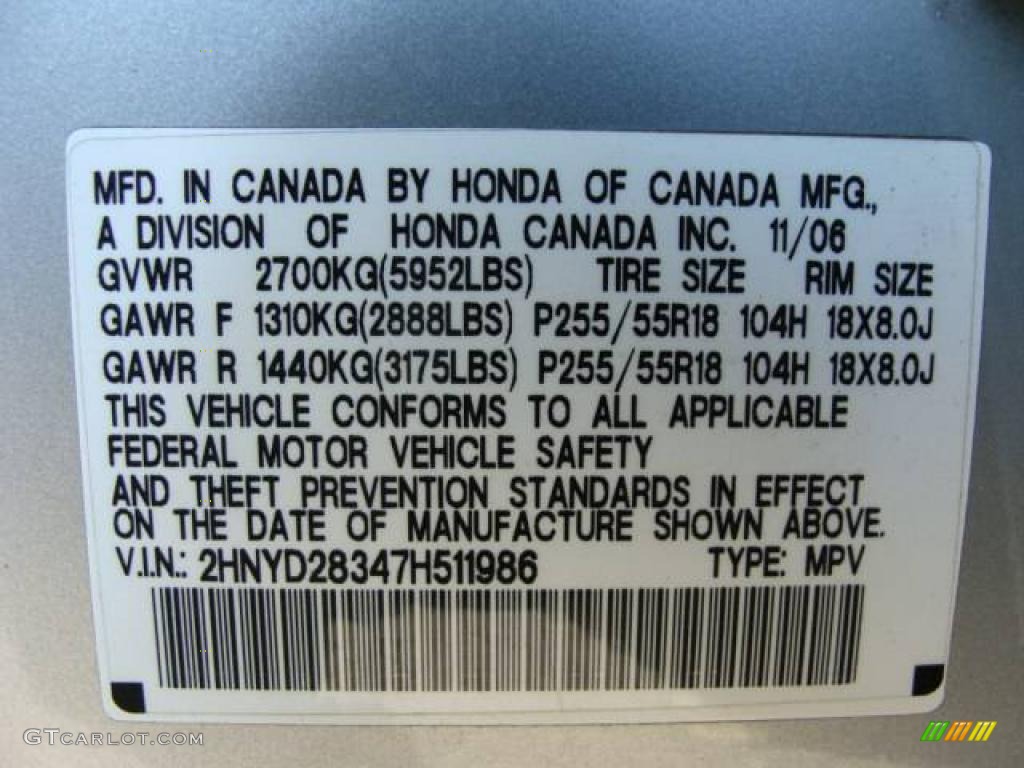 MFD. IN CANADA BY HONDA OF CANADA MFG.,
A DIVISION OF HONDA CANADA INC. 11/06
GVWR 2700KG(5952LBS) TIRE SIZE RIM SIZE
GAWR F 1310KG(2888LBS) P255/55R18 104H 18X8.0J
GAWR R 1440KG(3175LBS) P255/55R18 104H 18X8.0J
THIS VEHICLE CONFORMS TO ALL APPLICABLE
FEDERAL MOTOR VEHICLE SAFETY
AND THEFT PREVENTION STANDARDS IN EFFECT
ON THE DATE OF MANUFACTURE SHOWN ABOVE.
V.I.N.: 2HNYD28347H511986 TYPE: MPV
GTCARLOT.COM